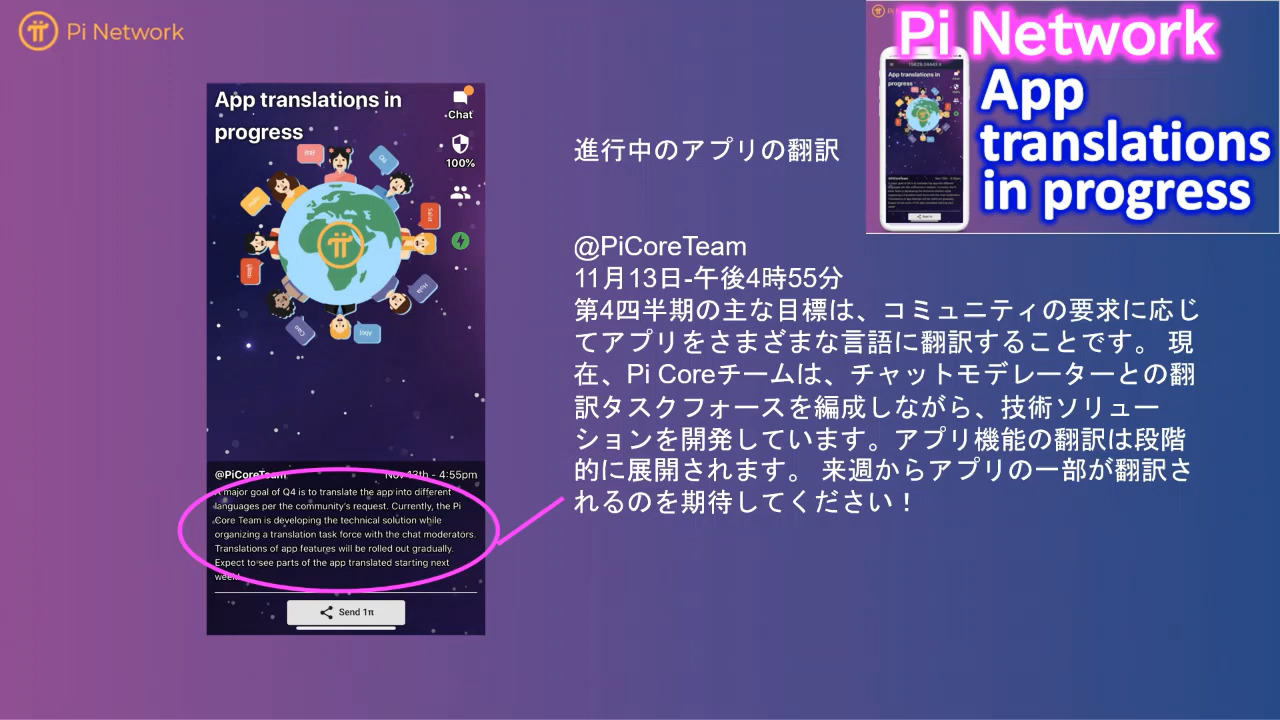 Pi Network
App translations in
progress
Chat
100%
Salut
Hola
Ciao
@PiCoreTeam
Nov 13th - 4:55pm
A major goal of Q4 is to translate the app into different
languages per the community's request. Currently, the Pi
Core Team is developing the technical solution while
organizing a translation task force with the chat moderators.
Translations of app features will be rolled out gradually.
Expect to see parts of the app translated starting next
week!
Send 1π
進行中のアプリの翻訳
@PiCoreTeam
11月13日-午後4時55分
第4四半期の主な目標は、コミュニティの要求に応じ
てアプリをさまざまな言語に翻訳することです。 現
在、Pi Coreチームは、チャットモデレーターとの翻
訳タスクフォースを編成しながら、技術ソリュー
ションを開発しています。アプリ機能の翻訳は段階
的に展開されます。 来週からアプリの一部が翻訳さ
れるのを期待してください！
Pi Network
App
translations
in progress
App translations in
progress